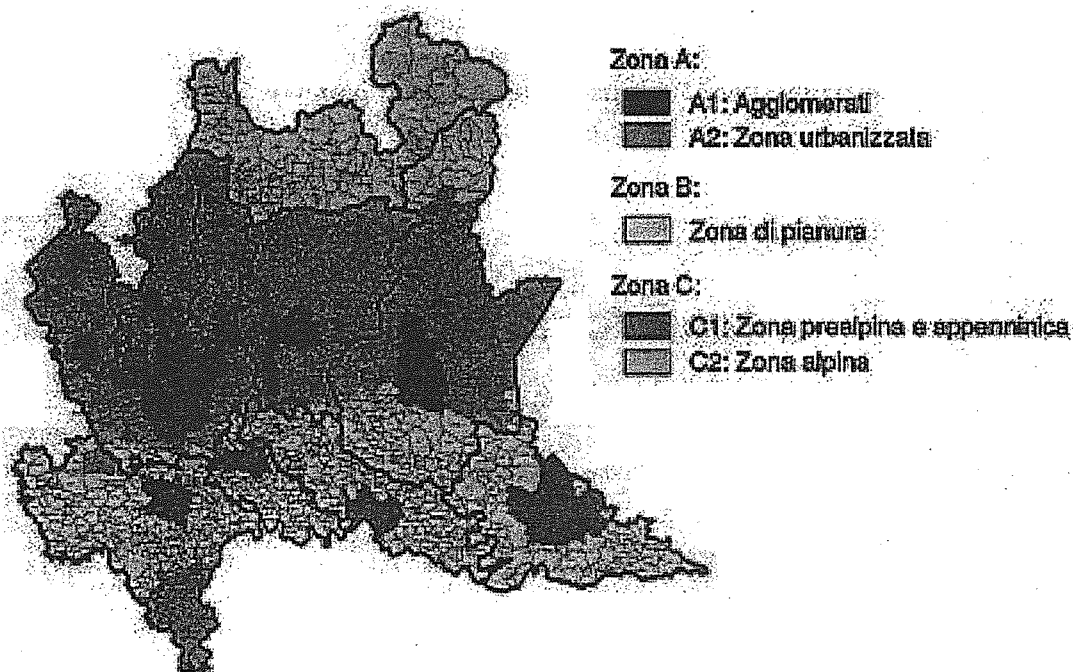 Zona A:
A1: Agglomerati
A2: Zona urbanizzata
Zona B:
Zona di pianura
Zona C:
C1: Zona prealpina e appenninica
C2: Zona alpina